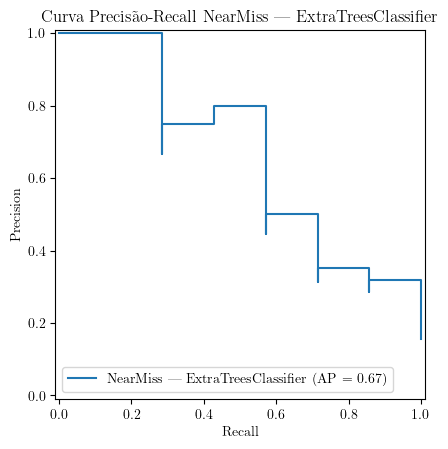 Curva Precisão-Recall NearMiss — ExtraTreesClassifier
1.0
0.8
0.6
0.4
0.2
0.0
Precision
NearMiss — ExtraTreesClassifier (AP = 0.67)
0.0 0.2 0.4 0.6 0.8 1.0
Recall